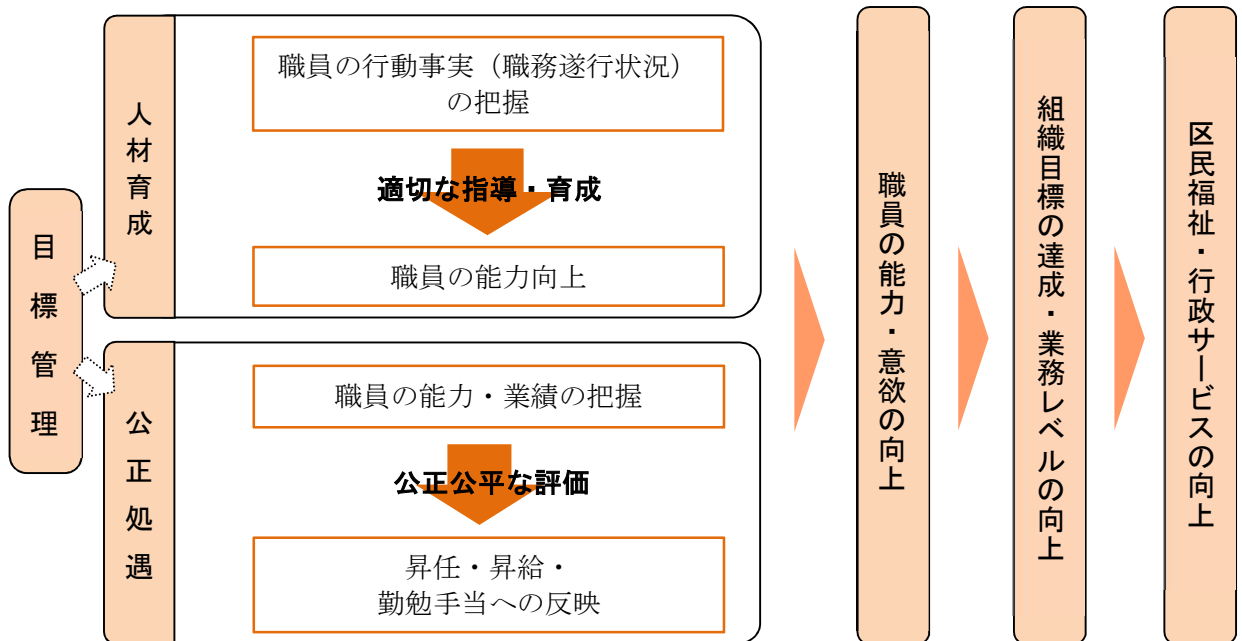 目標管理
人材育成
職員の行動事実（職務遂行状況）
の把握
適切な指導・育成
職員の能力向上
公正処遇
職員の能力・業績の把握
公正公平な評価
昇任・昇給・
勤勉手当への反映
職員の能力・意欲の向上
組織目標の達成・業務レベルの向上
区民福祉・行政サービスの向上